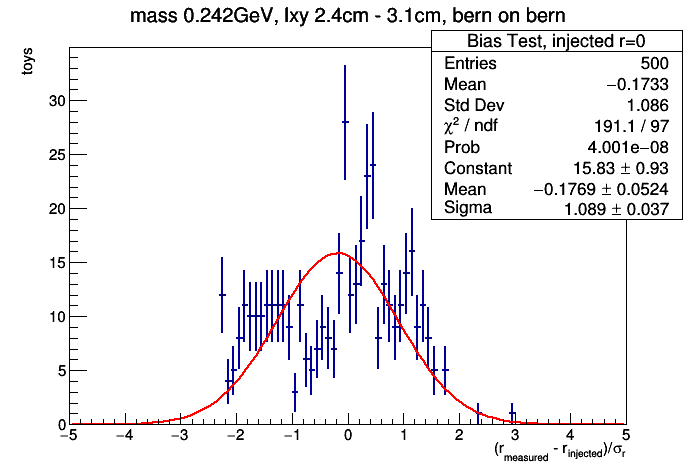 mass 0.242GeV, lxy 2.4cm - 3.1cm, bern on bern
toys
Bias Test, injected r=0
Entries 500
Mean −0.1733
Std Dev 1.086
χ² / ndf 191.1 / 97
Prob 4.001e−08
Constant 15.83 ± 0.93
Mean −0.1769 ± 0.0524
Sigma 1.089 ± 0.037
30
25
20
15
10
5
0
−5 −4 −3 −2 −1 0 1 2 3 4 5
(r_measured - r_injected)/σ_r